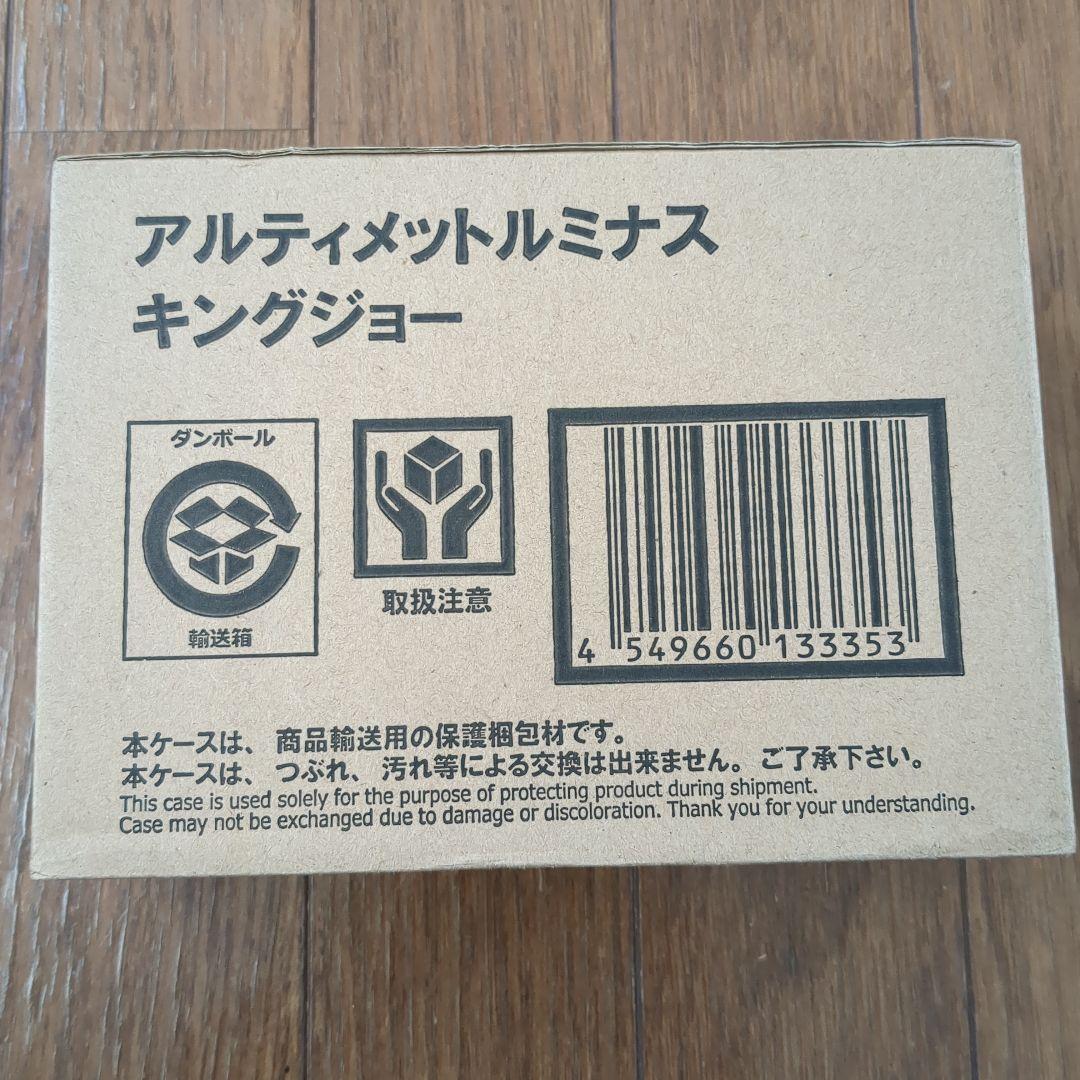 アルティメットルミナス
キングジョー
ダンボール
輸送箱
取扱注意
4 549660 133353
本ケースは、商品輸送用の保護梱包材です。
本ケースは、つぶれ、汚れ等による交換は出来ません。ご了承下さい。
This case is used solely for the purpose of protecting product during shipment.
Case may not be exchanged due to damage or discoloration. Thank you for your understanding.